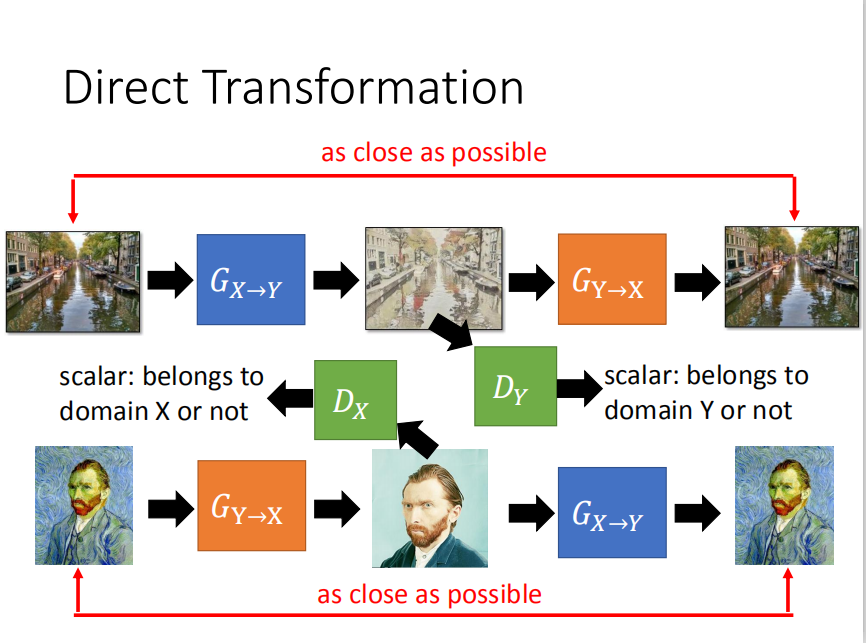 Direct Transformation
as close as possible
G_{X→Y}
G_{Y→X}
scalar: belongs to
domain X or not
D_X
D_Y
scalar: belongs to
domain Y or not
G_{Y→X}
G_{X→Y}
as close as possible